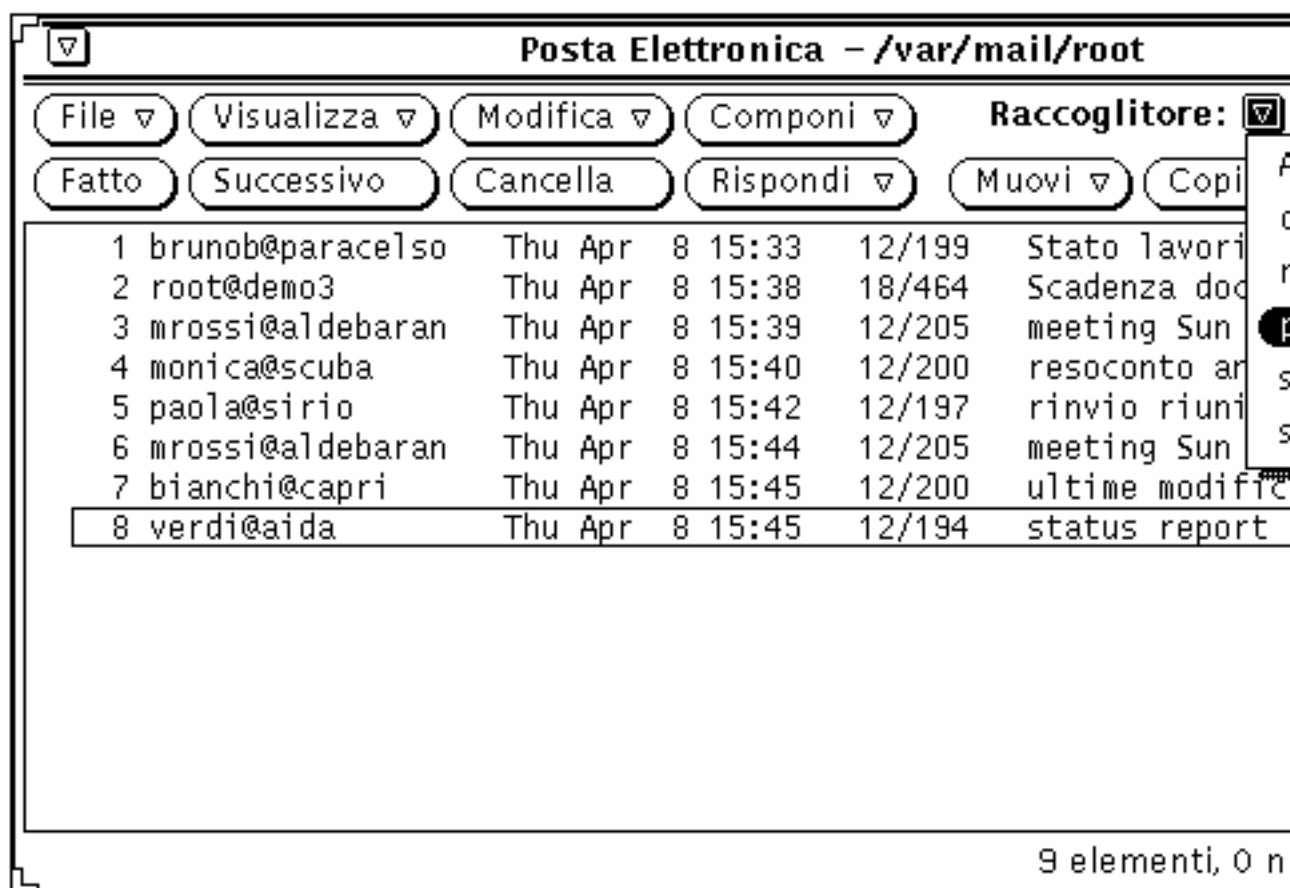 Posta Elettronica – /var/mail/root
File Visualizza Modifica Componi Raccoglitore:
Fatto Successivo Cancella Rispondi Muovi Copi
1 brunob@paracelso Thu Apr 8 15:33 12/199 Stato lavori
2 root@demo3 Thu Apr 8 15:38 18/464 Scadenza doc
3 mrossi@aldebaran Thu Apr 8 15:39 12/205 meeting Sun
4 monica@scuba Thu Apr 8 15:40 12/200 resoconto an
5 paola@sirio Thu Apr 8 15:42 12/197 rinvio riuni
6 mrossi@aldebaran Thu Apr 8 15:44 12/205 meeting Sun
7 bianchi@capri Thu Apr 8 15:45 12/200 ultime modific
8 verdi@aida Thu Apr 8 15:45 12/194 status report
9 elementi, 0 n